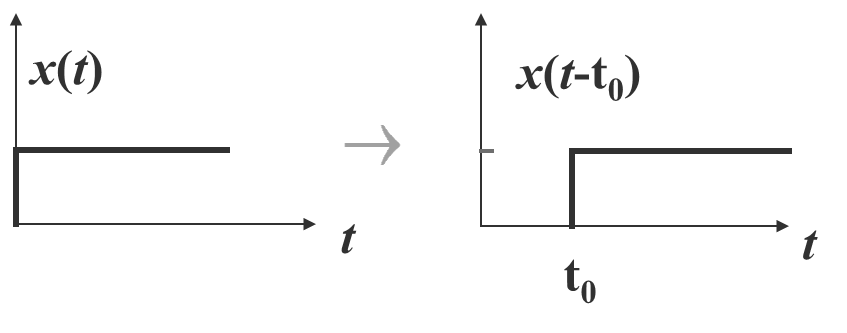 x(t)
t
→
x(t-t₀)
t
t₀